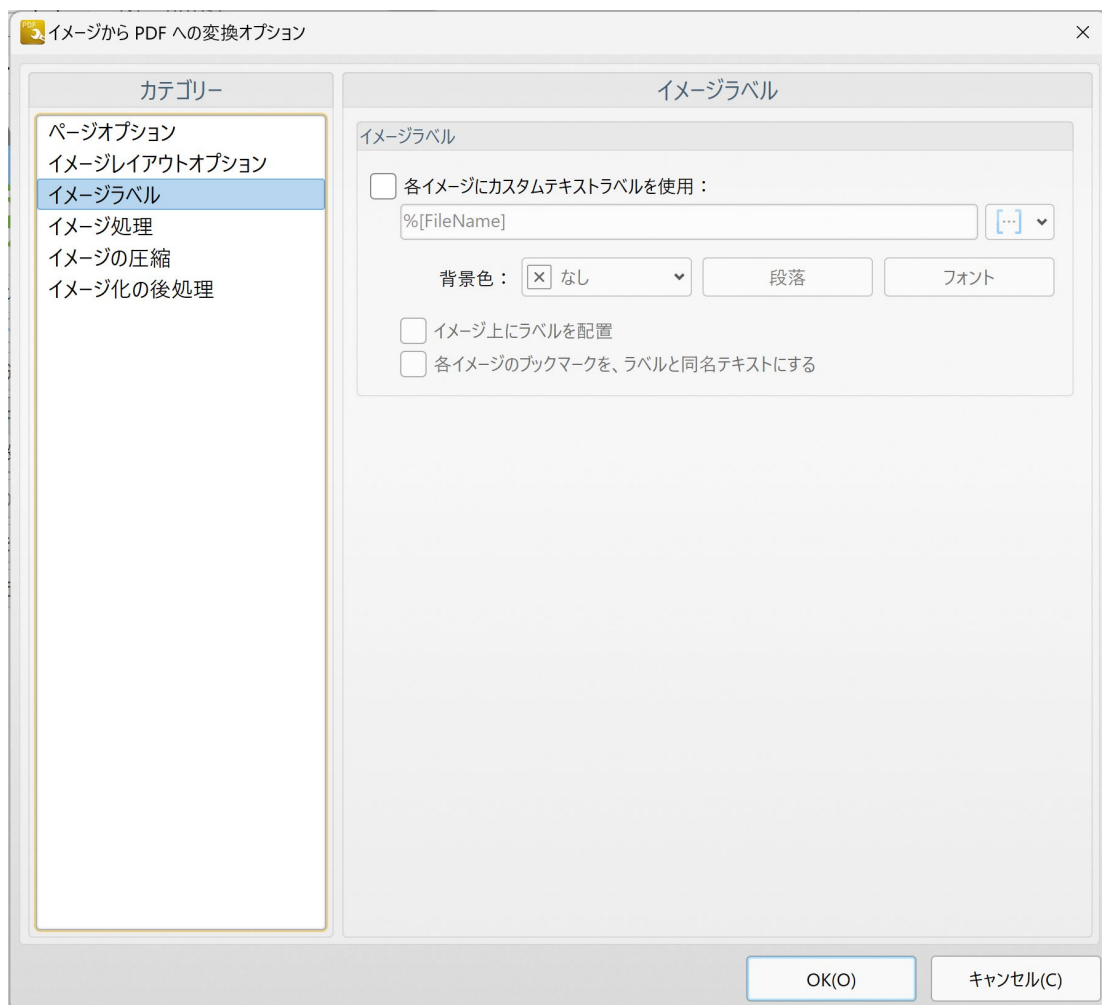 PDF
イメージから PDF への変換オプション
カテゴリー
ページオプション
イメージレイアウトオプション
イメージラベル
イメージ処理
イメージの圧縮
イメージ化の後処理
イメージラベル
イメージラベル
各イメージにカスタムテキストラベルを使用：
%[FileName]
背景色： なし 段落 フォント
イメージ上にラベルを配置
各イメージのブックマークを、ラベルと同名テキストにする
OK(O) キャンセル(C)